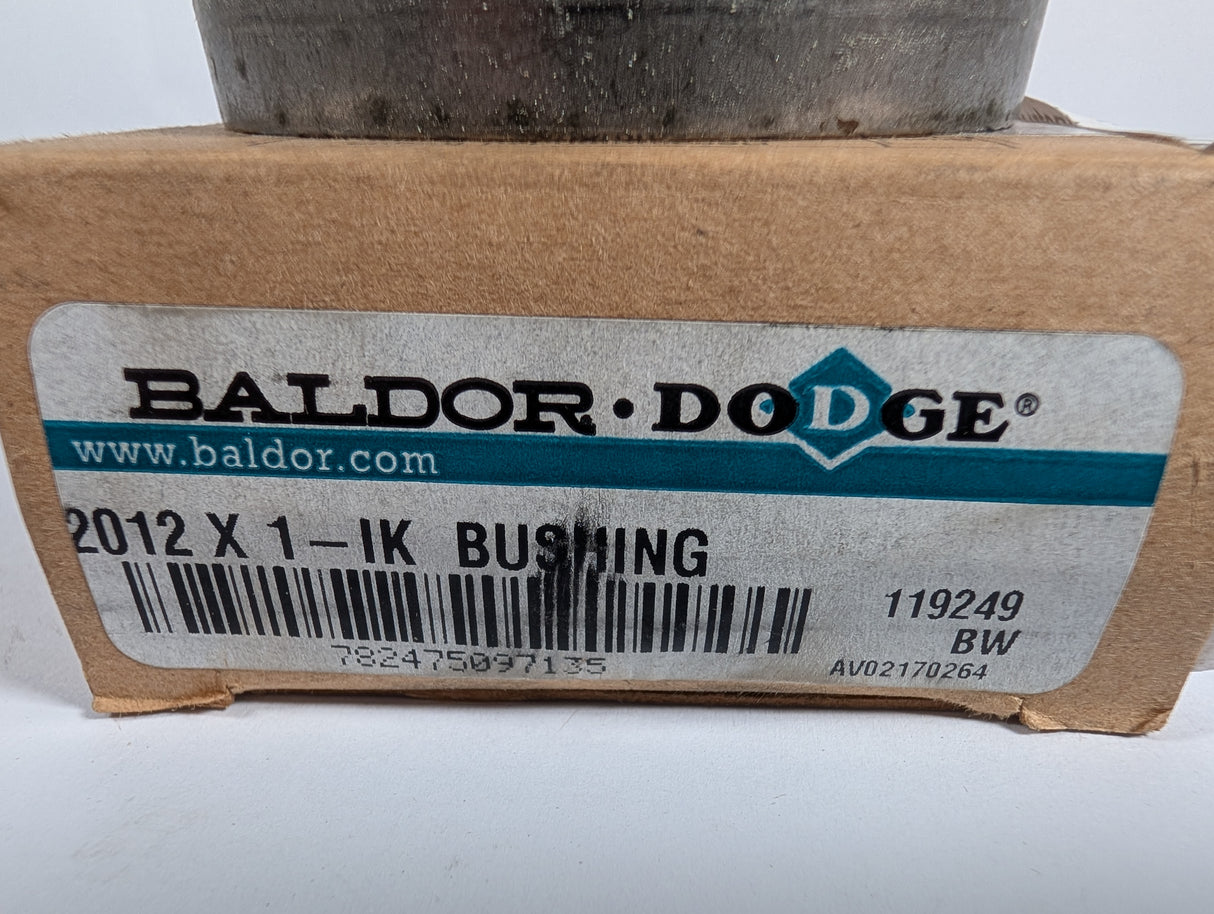 BALDOR · DODGE®
www.baldor.com
2012 X 1-IK BUSHING
119249
BW
782475097135
AV02170264